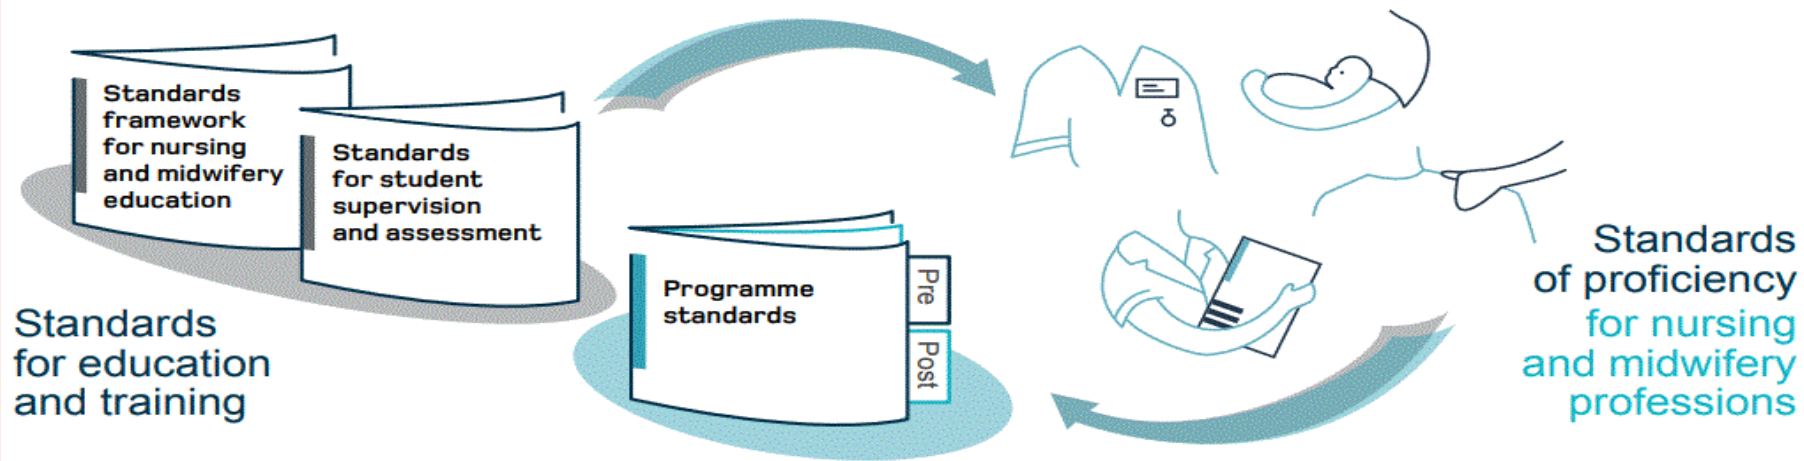 Standards
framework
for nursing
and midwifery
education
Standards
for student
supervision
and assessment
Programme
standards
Pre
Post
Standards
for education
and training
Standards
of proficiency
for nursing
and midwifery
professions